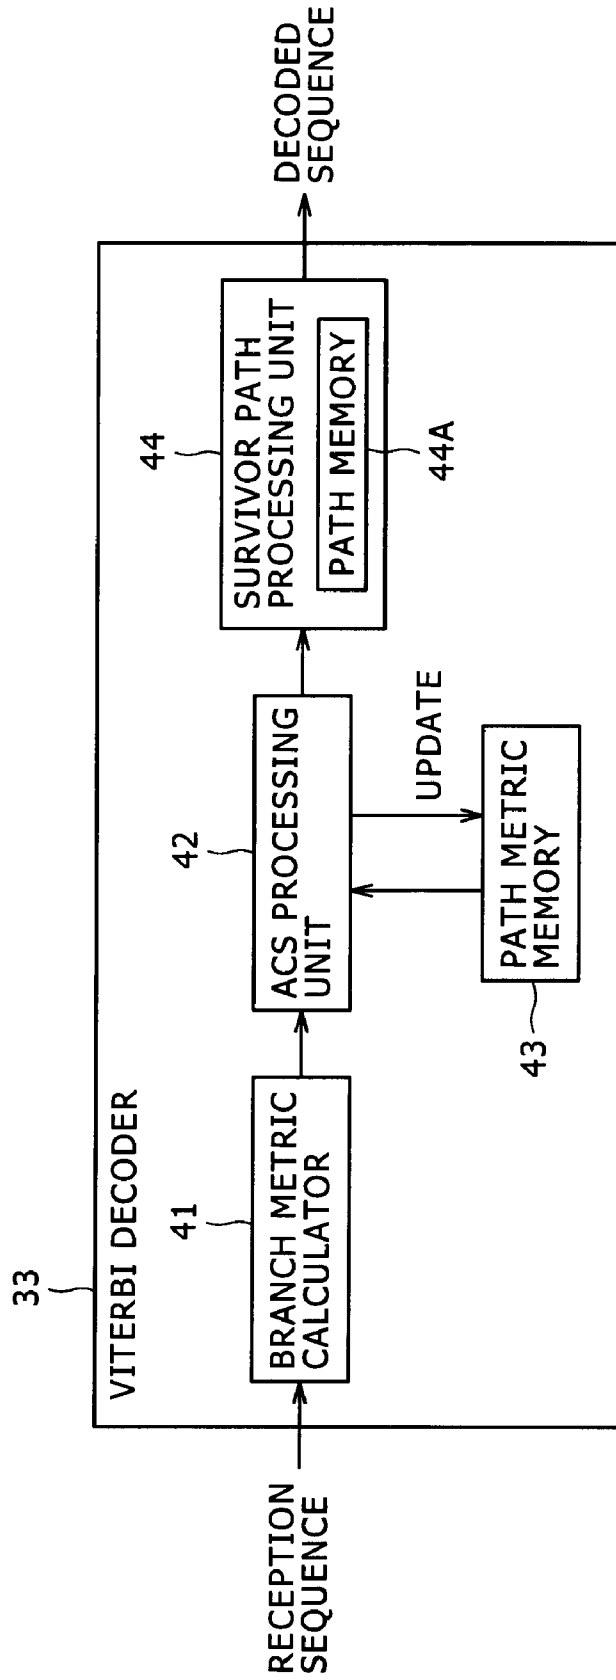 33
VITERBI DECODER
RECEPTION
SEQUENCE
41
BRANCH METRIC
CALCULATOR
42
ACS PROCESSING
UNIT
UPDATE
43
PATH METRIC
MEMORY
44
SURVIVOR PATH
PROCESSING UNIT
PATH MEMORY
44A
DECODED
SEQUENCE